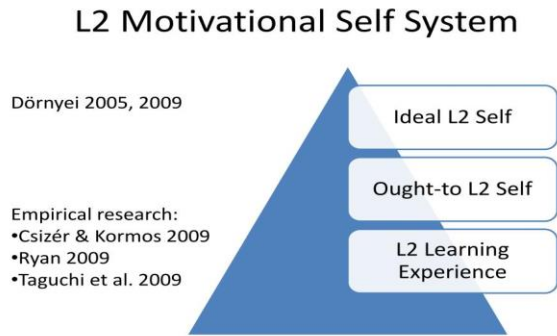 L2 Motivational Self System
Dörnyei 2005, 2009
Empirical research:
•Csizér & Kormos 2009
•Ryan 2009
•Taguchi et al. 2009
Ideal L2 Self
Ought-to L2 Self
L2 Learning
Experience